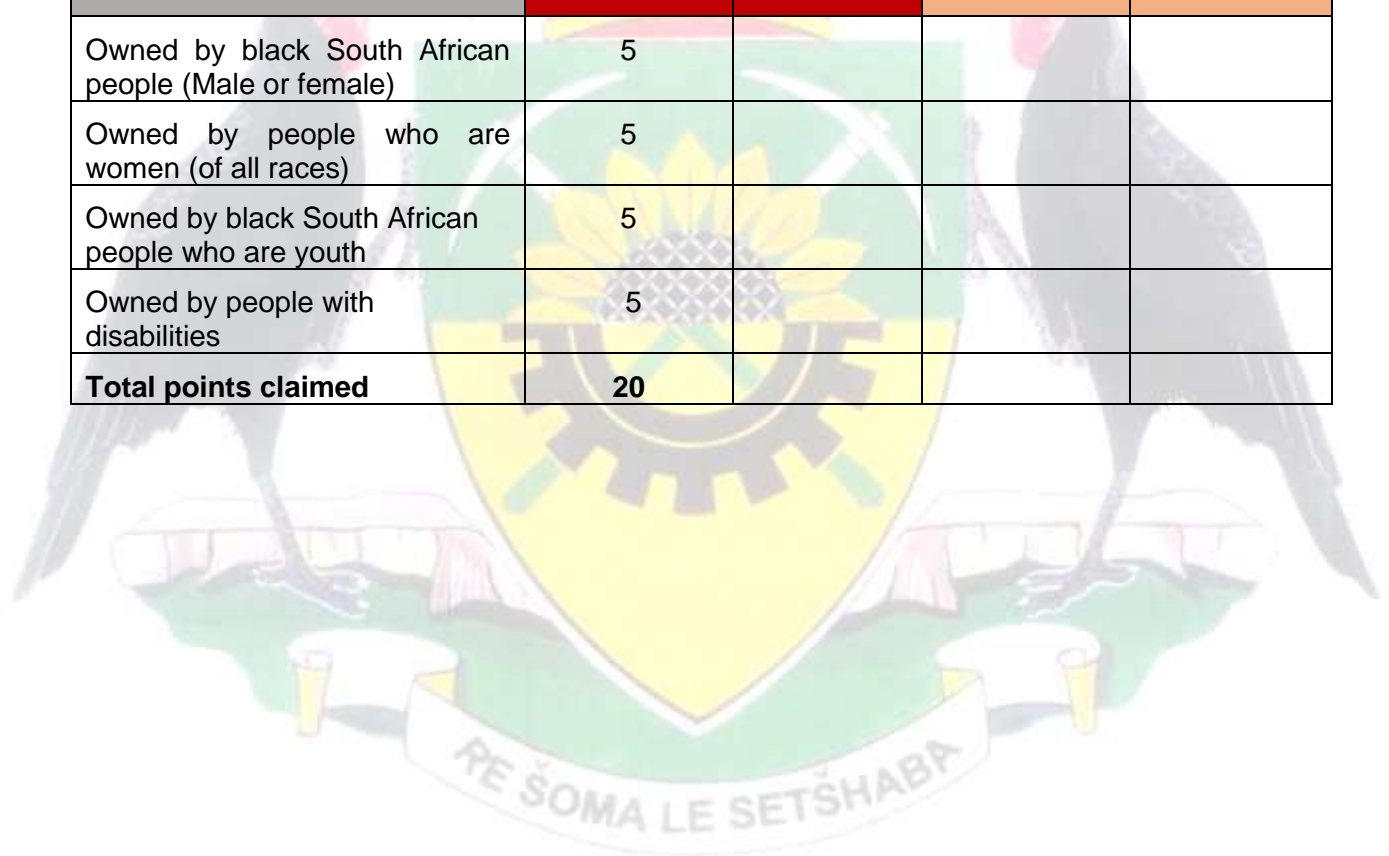 Owned by black South African 5
people (Male or female)
Owned by people who are 5
women (of all races)
Owned by black South African 5
people who are youth
Owned by people with 5
disabilities
Total points claimed 20
RE ŠOMA LE SETŠHABA